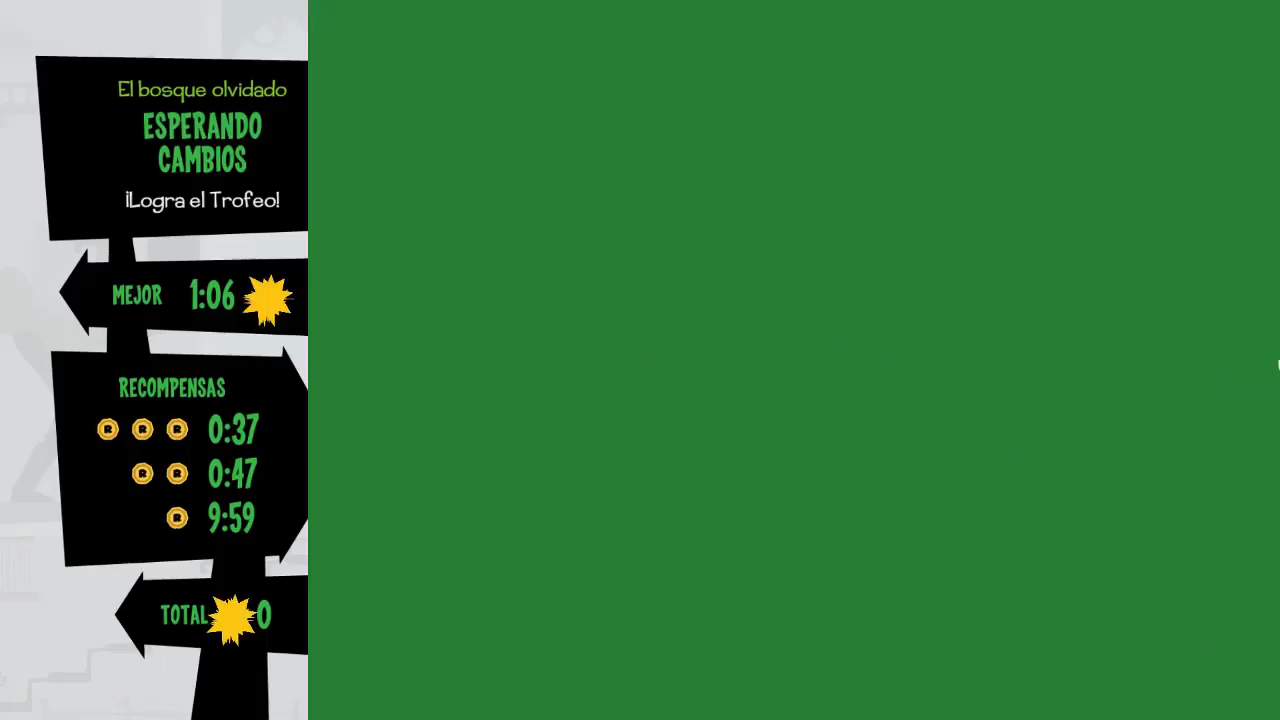 El bosque olvidado
ESPERANDO
CAMBIOS
¡Logra el Trofeo!
MEJOR 1:06
RECOMPENSAS
R R R 0:37
R R 0:47
R 9:59
TOTAL 0